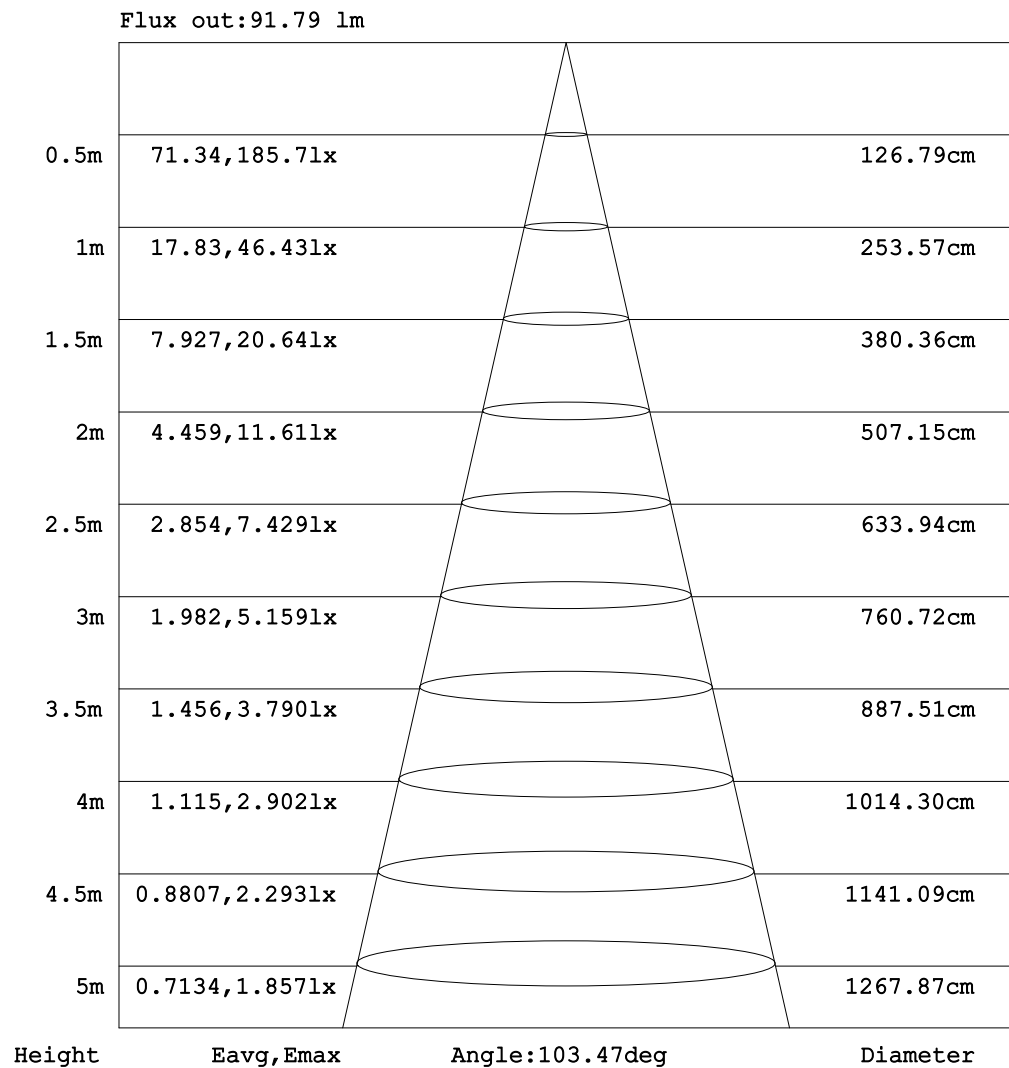 Flux out:91.79 lm
0.5m 71.34,185.7lx 126.79cm
1m 17.83,46.43lx 253.57cm
1.5m 7.927,20.64lx 380.36cm
2m 4.459,11.61lx 507.15cm
2.5m 2.854,7.429lx 633.94cm
3m 1.982,5.159lx 760.72cm
3.5m 1.456,3.790lx 887.51cm
4m 1.115,2.902lx 1014.30cm
4.5m 0.8807,2.293lx 1141.09cm
5m 0.7134,1.857lx 1267.87cm
Height Eavg,Emax Angle:103.47deg Diameter